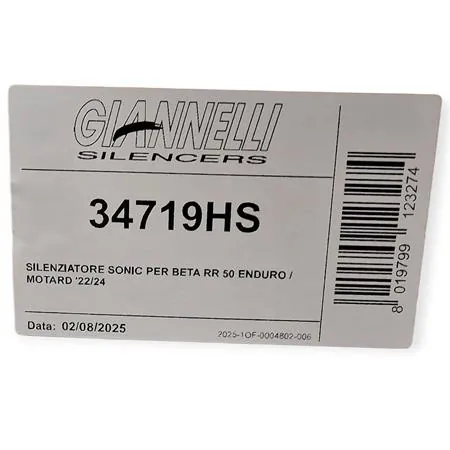 GIANNELLI
SILENCERS
34719HS
SILENZIATORE SONIC PER BETA RR 50 ENDURO /
MOTARD '22/24
Data: 02/08/2025
2025-1OF-0004802-006
8 019799 123274